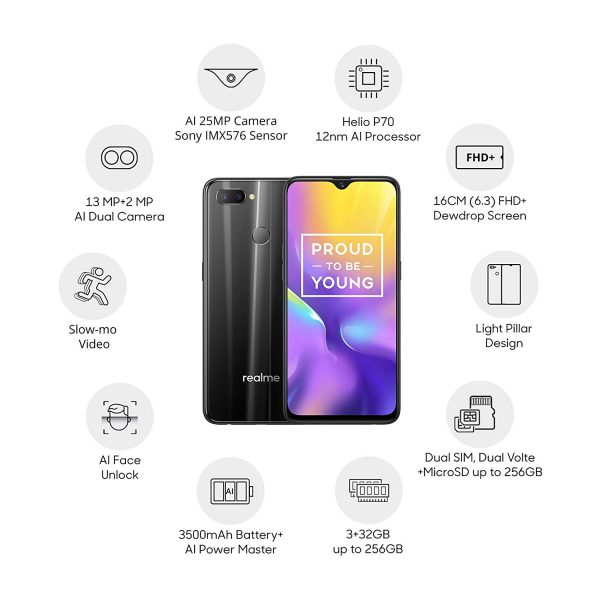 AI 25MP Camera
Sony IMX576 Sensor
Helio P70
12nm AI Processor
13 MP+2 MP
AI Dual Camera
FHD+
16CM (6.3) FHD+
Dewdrop Screen
PROUD
TO BE
YOUNG
Slow-mo
Video
Light Pillar
Design
realme
AI Face
Unlock
Dual SIM, Dual Volte
+MicroSD up to 256GB
AI
3500mAh Battery+
AI Power Master
3+32GB
up to 256GB